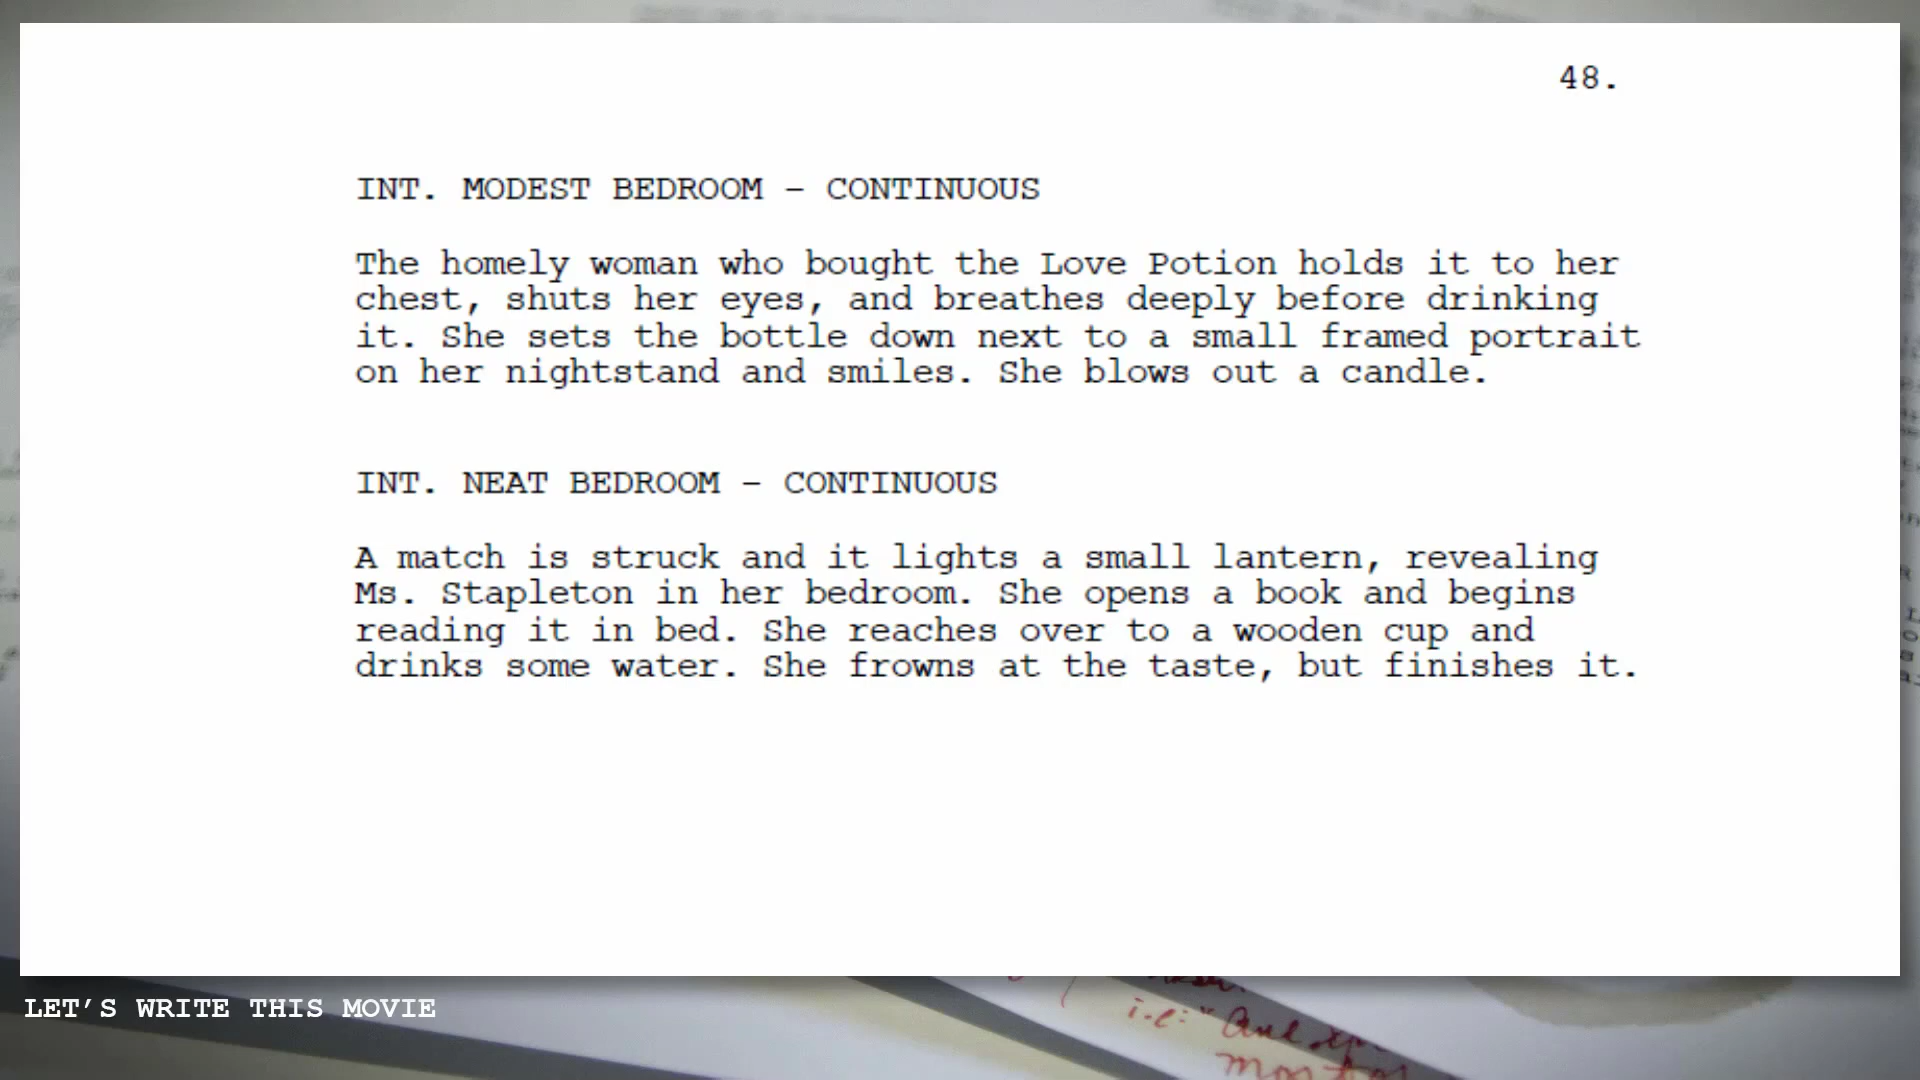 48.
INT. MODEST BEDROOM – CONTINUOUS
The homely woman who bought the Love Potion holds it to her
chest, shuts her eyes, and breathes deeply before drinking
it. She sets the bottle down next to a small framed portrait
on her nightstand and smiles. She blows out a candle.
INT. NEAT BEDROOM – CONTINUOUS
A match is struck and it lights a small lantern, revealing
Ms. Stapleton in her bedroom. She opens a book and begins
reading it in bed. She reaches over to a wooden cup and
drinks some water. She frowns at the taste, but finishes it.
LET’S WRITE THIS MOVIE
i.e: "And